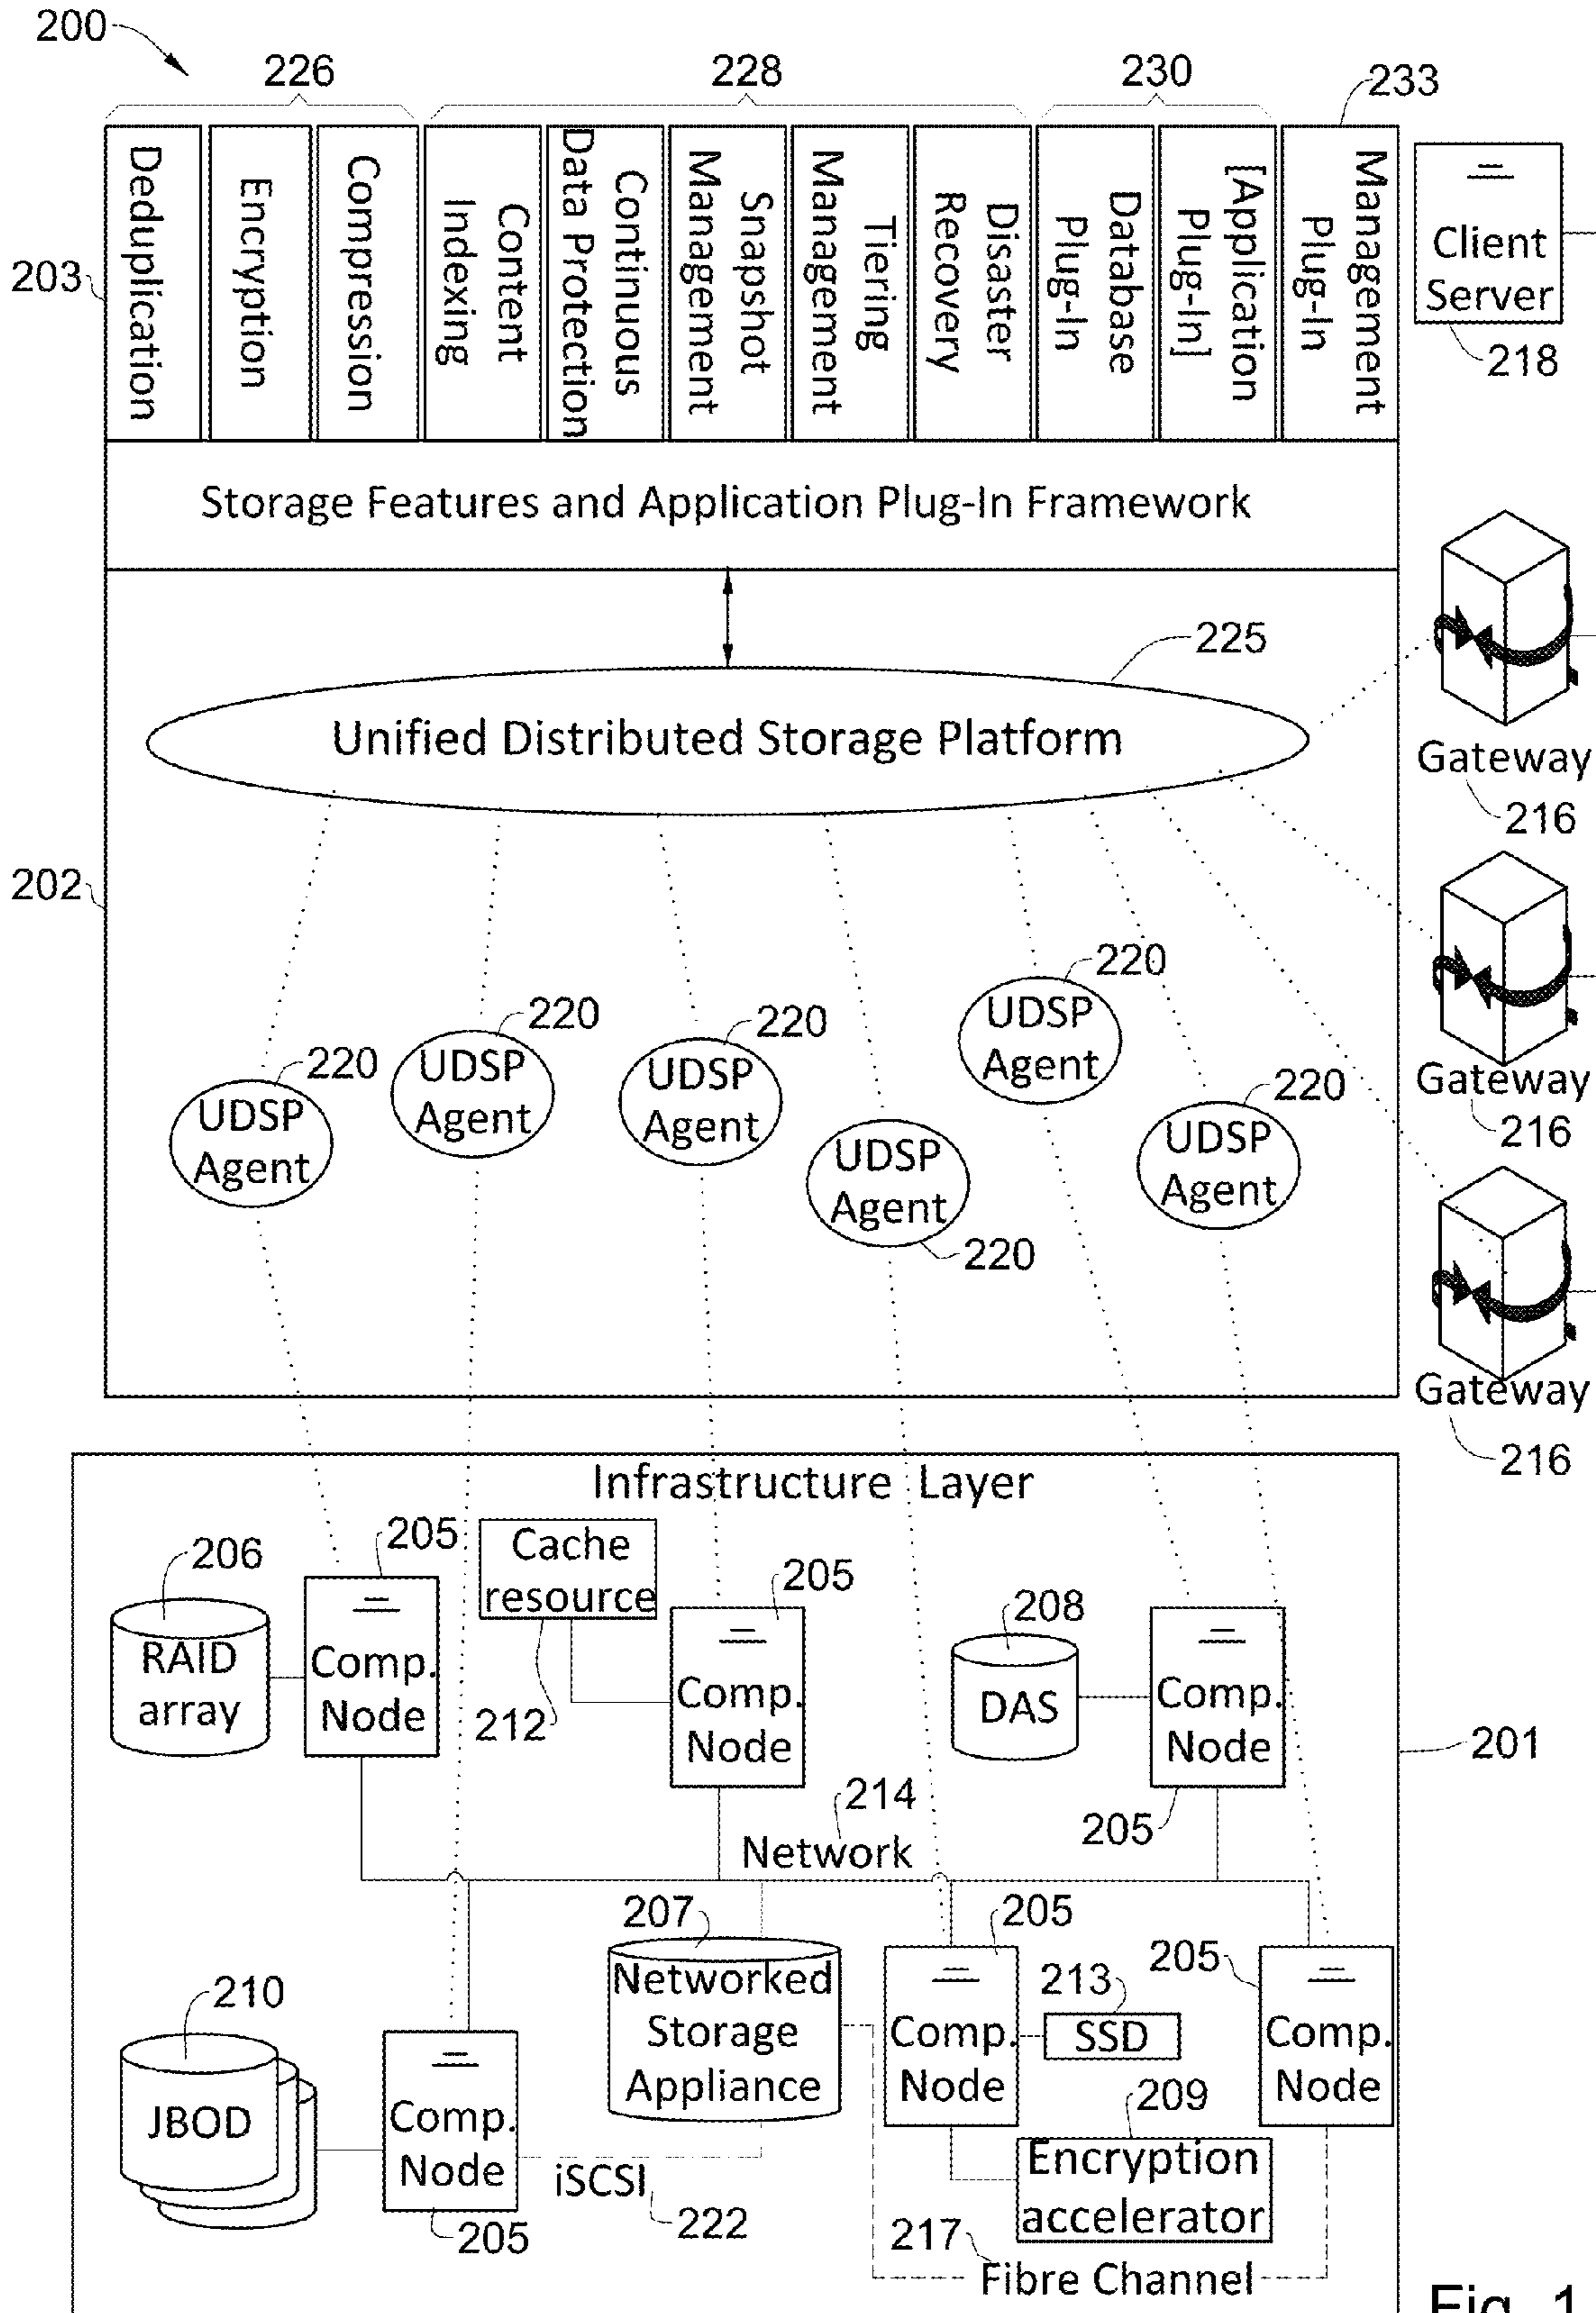 200
226
228
230
233
203
Deduplication
Encryption
Compression
Content
Indexing
Continuous
Data Protection
Snapshot
Management
Tiering
Management
Disaster
Recovery
Database
Plug-In
[Application
Plug-In]
Management
Plug-In
Client
Server
218
Storage Features and Application Plug-In Framework
225
Unified Distributed Storage Platform
Gateway
216
202
220
UDSP
Agent
220
UDSP
Agent
220
UDSP
Agent
UDSP
Agent
220
220
UDSP
Agent
220
UDSP
Agent
Gateway
216
Gateway
216
Infrastructure Layer
206
RAID
array
205
Comp.
Node
Cache
resource
212
205
Comp.
Node
208
DAS
Comp.
Node
205
201
214
Network
210
JBOD
Comp.
Node
205
iSCSI
222
207
Networked
Storage
Appliance
205
Comp.
Node
213
SSD
209
Encryption
accelerator
205
Comp.
Node
217
Fibre Channel
Fig. 1